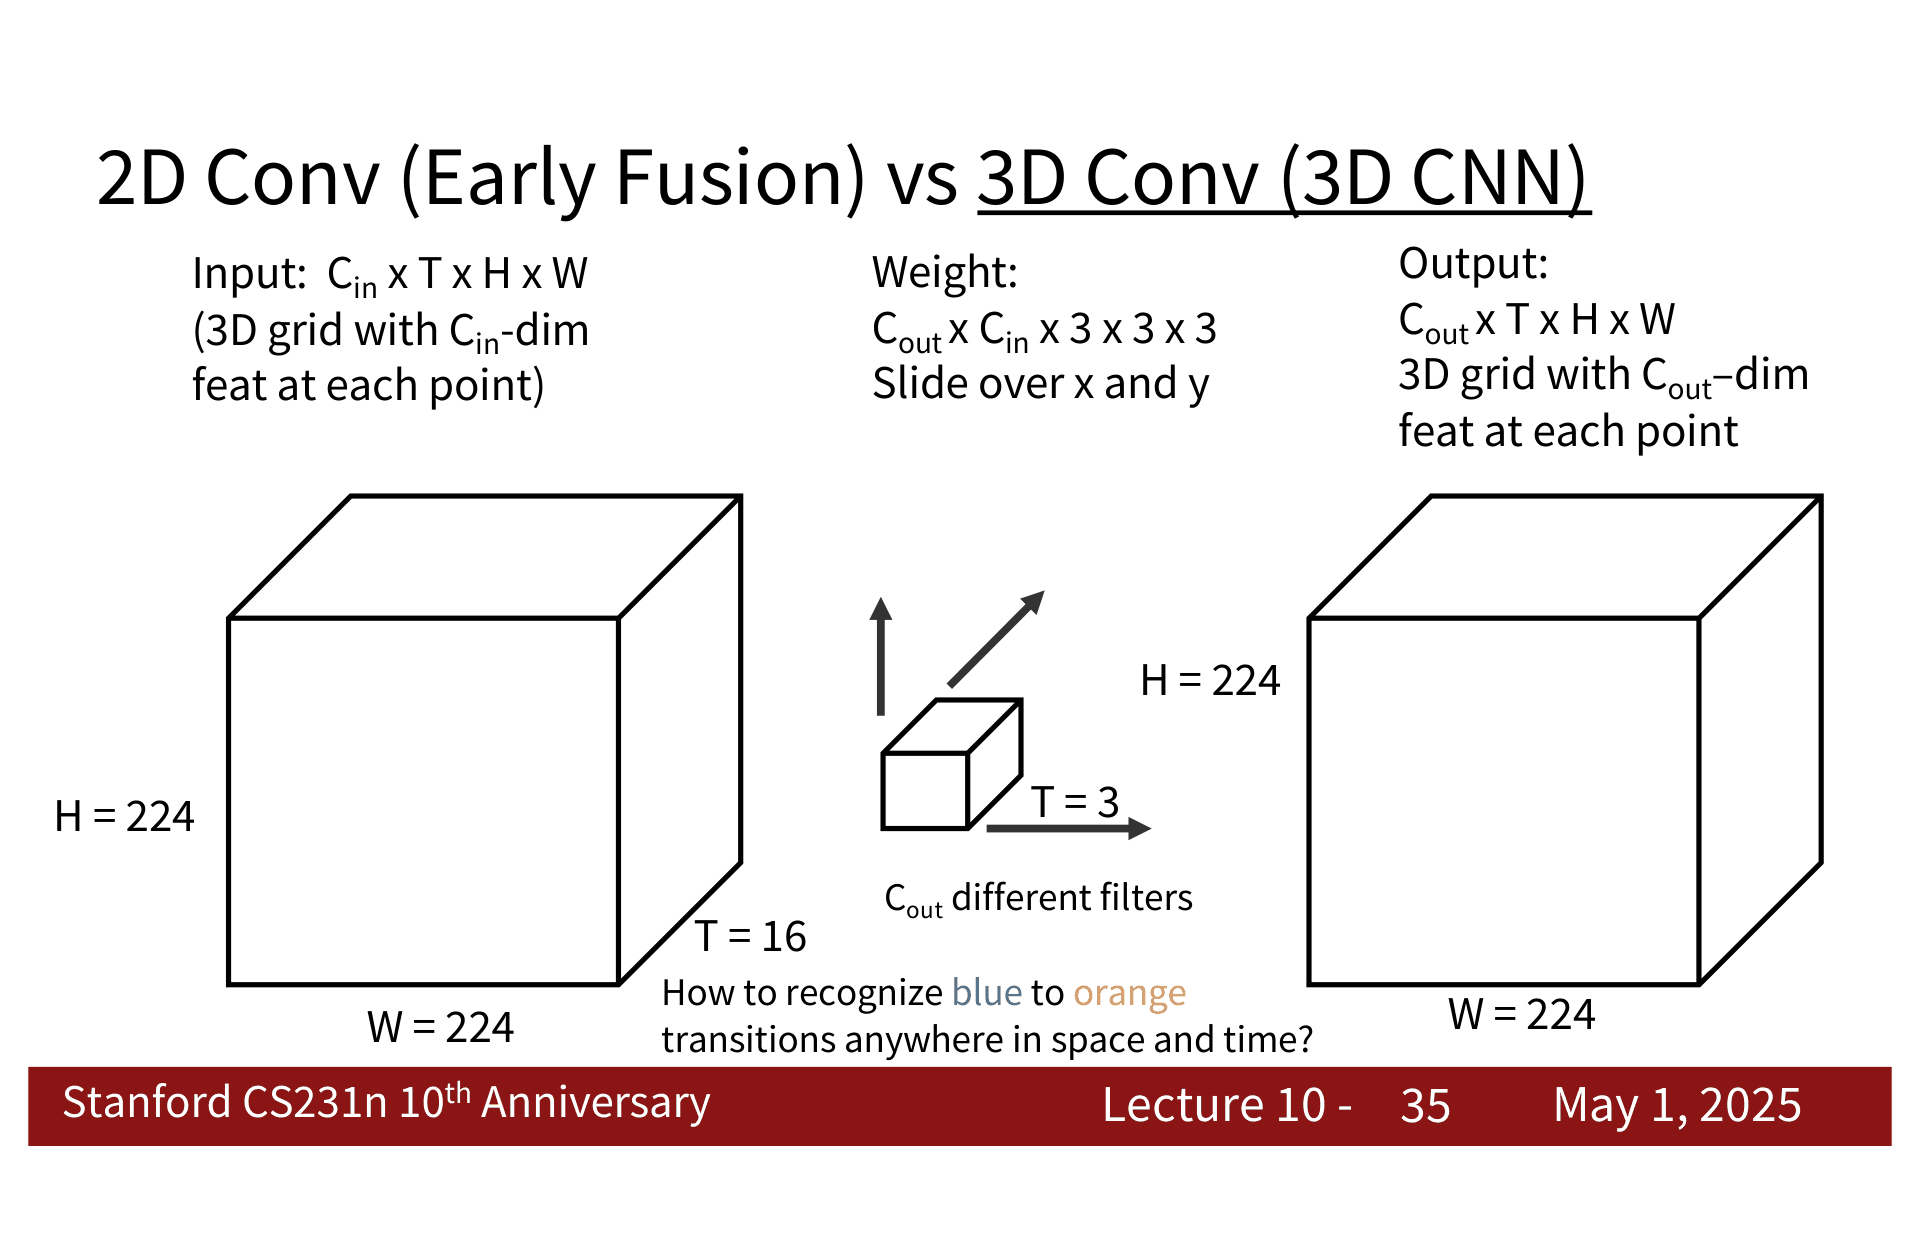 2D Conv (Early Fusion) vs 3D Conv (3D CNN)
Input: Cin x T x H x W
(3D grid with Cin-dim
feat at each point)
Weight:
Cout x Cin x 3 x 3 x 3
Slide over x and y
Output:
Cout x T x H x W
3D grid with Cout–dim
feat at each point
H = 224
W = 224
T = 16
T = 3
Cout different filters
How to recognize blue to orange
transitions anywhere in space and time?
H = 224
W = 224
Stanford CS231n 10th Anniversary
Lecture 10 - 35
May 1, 2025